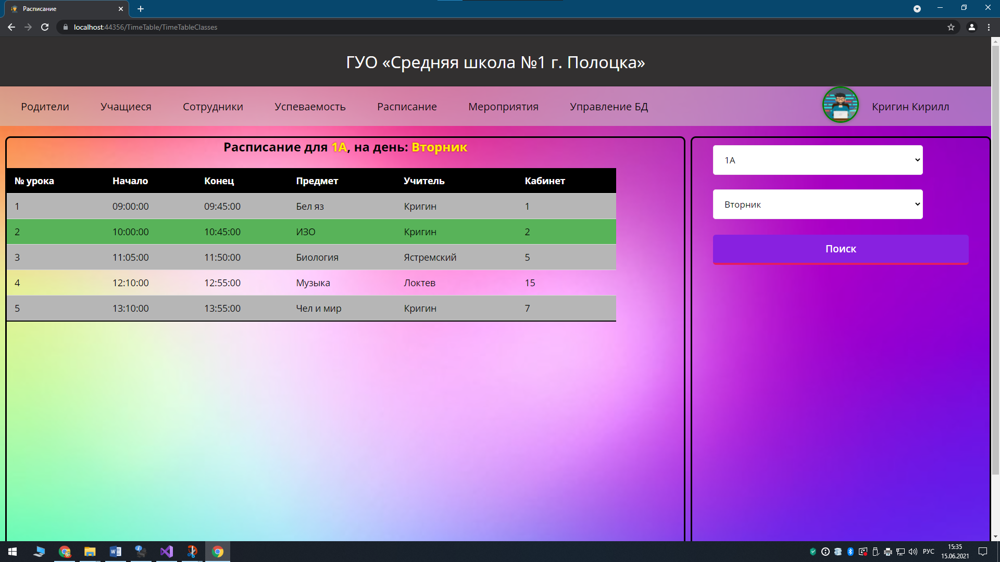 Расписание
localhost:44356/TimeTable/TimeTableClasses
ГУО «Средняя школа №1 г. Полоцка»
Родители Учащиеся Сотрудники Успеваемость Расписание Мероприятия Управление БД Кригин Кирилл
Расписание для 1А, на день: Вторник
№ урока Начало Конец Предмет Учитель Кабинет
1 09:00:00 09:45:00 Бел яз Кригин 1
2 10:00:00 10:45:00 ИЗО Кригин 2
3 11:05:00 11:50:00 Биология Ястремский 5
4 12:10:00 12:55:00 Музыка Локтев 15
5 13:10:00 13:55:00 Чел и мир Кригин 7
1А
Вторник
Поиск
РУС
15:35
15.06.2021